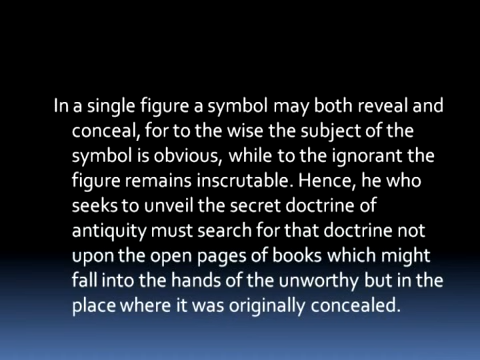 In a single figure a symbol may both reveal and
conceal, for to the wise the subject of the
symbol is obvious, while to the ignorant the
figure remains inscrutable. Hence, he who
seeks to unveil the secret doctrine of
antiquity must search for that doctrine not
upon the open pages of books which might
fall into the hands of the unworthy but in the
place where it was originally concealed.